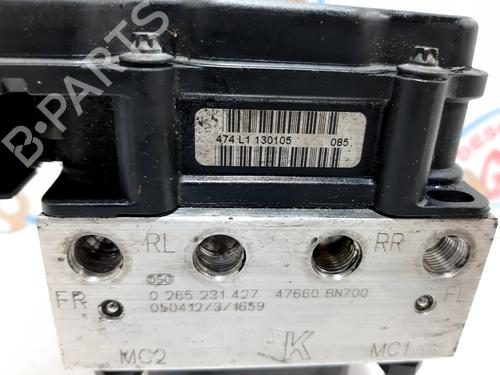 B-PARTS
474 L1 130105 085
RL RR
050
0 265 231 427 47660 BN700
FR FL
050412/3/1659
K
MC2 MC1